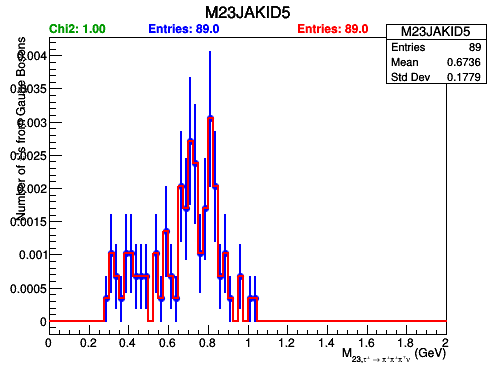 M23JAKID5
Chi2: 1.00 Entries: 89.0 Entries: 89.0
M23JAKID5
Entries 89
Mean 0.6736
Std Dev 0.1779
Number of from Gauge Bosons
0.004
0.0035
0.003
0.0025
0.002
0.0015
0.001
0.0005
0
0 0.2 0.4 0.6 0.8 1 1.2 1.4 1.6 1.8 2
M23,τ⁺ → π⁺π⁺π⁻ν (GeV)